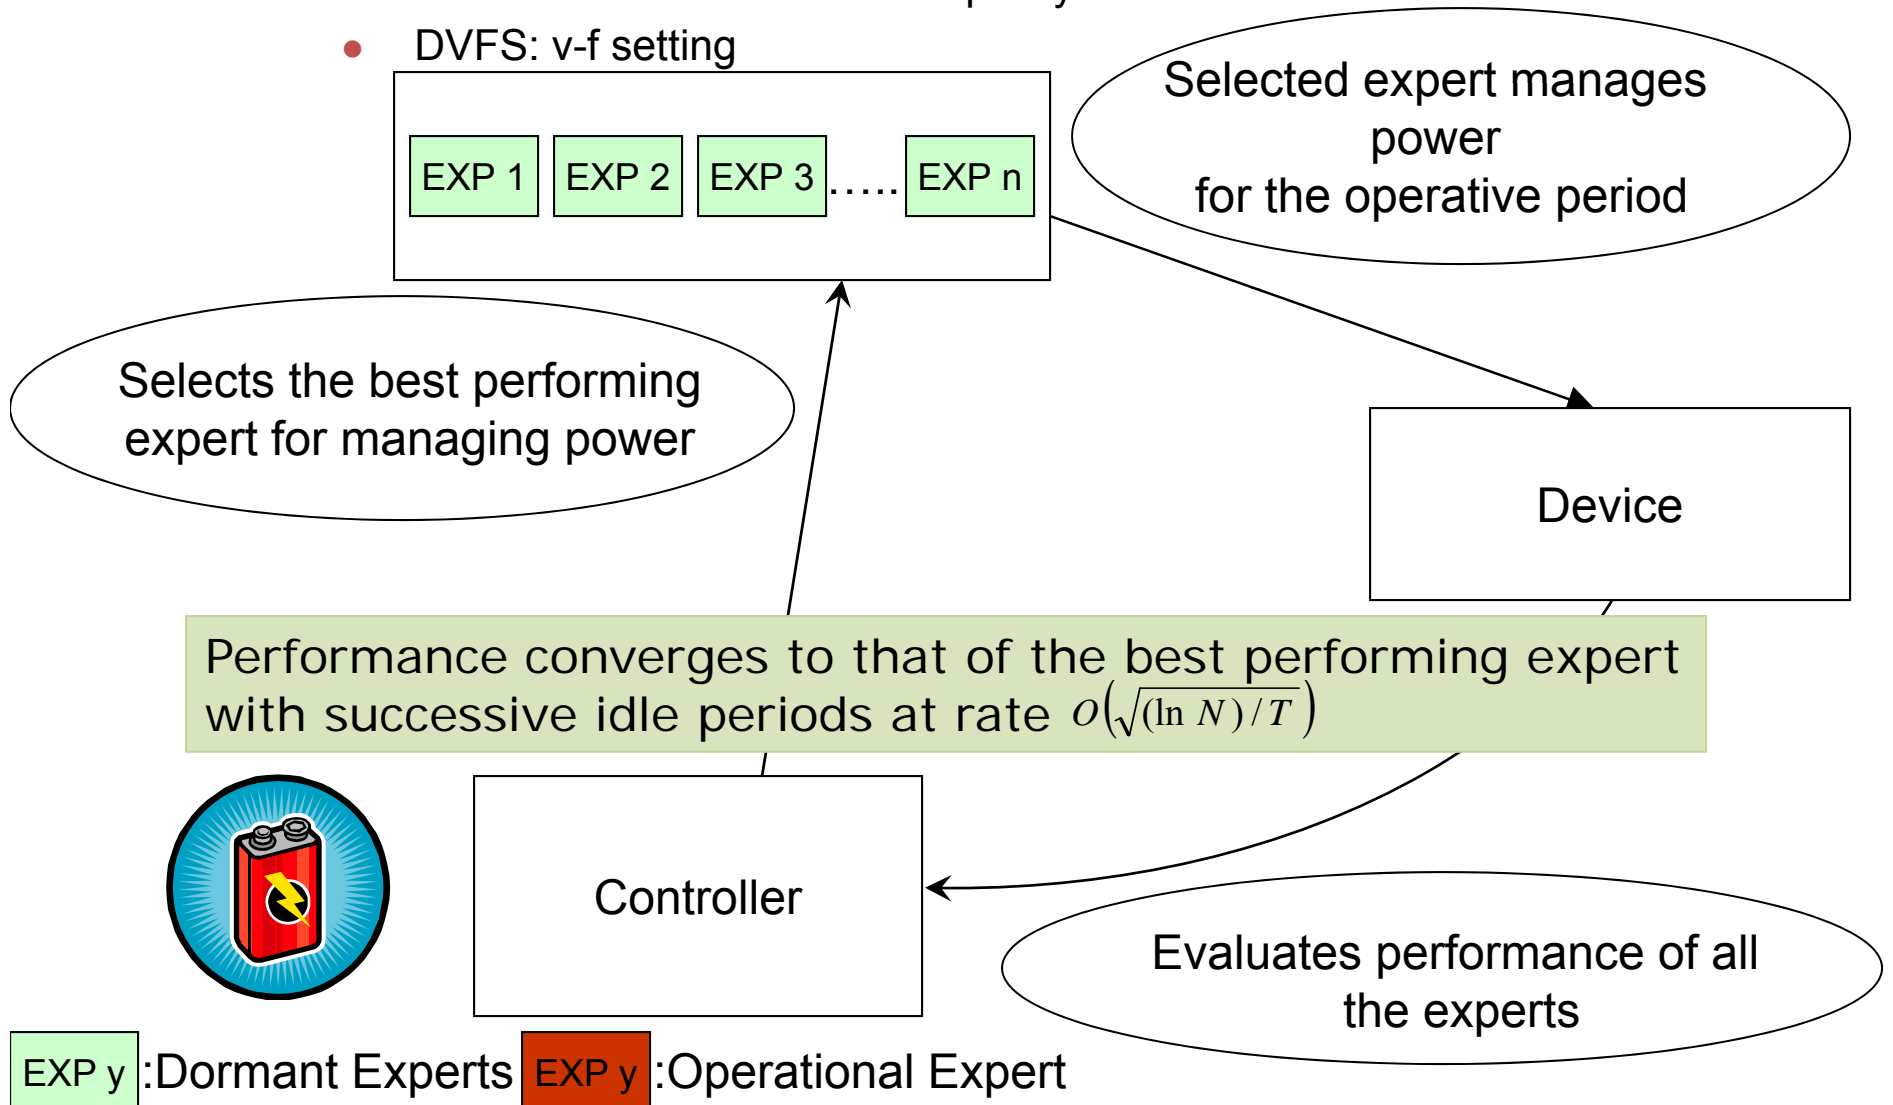 • DVFS: v-f setting
Selected expert manages
power
for the operative period
EXP 1 EXP 2 EXP 3 ..... EXP n
Selects the best performing
expert for managing power
Device
Performance converges to that of the best performing expert
with successive idle periods at rate O(√(ln N)/T)
Controller
Evaluates performance of all
the experts
EXP y :Dormant Experts EXP y :Operational Expert